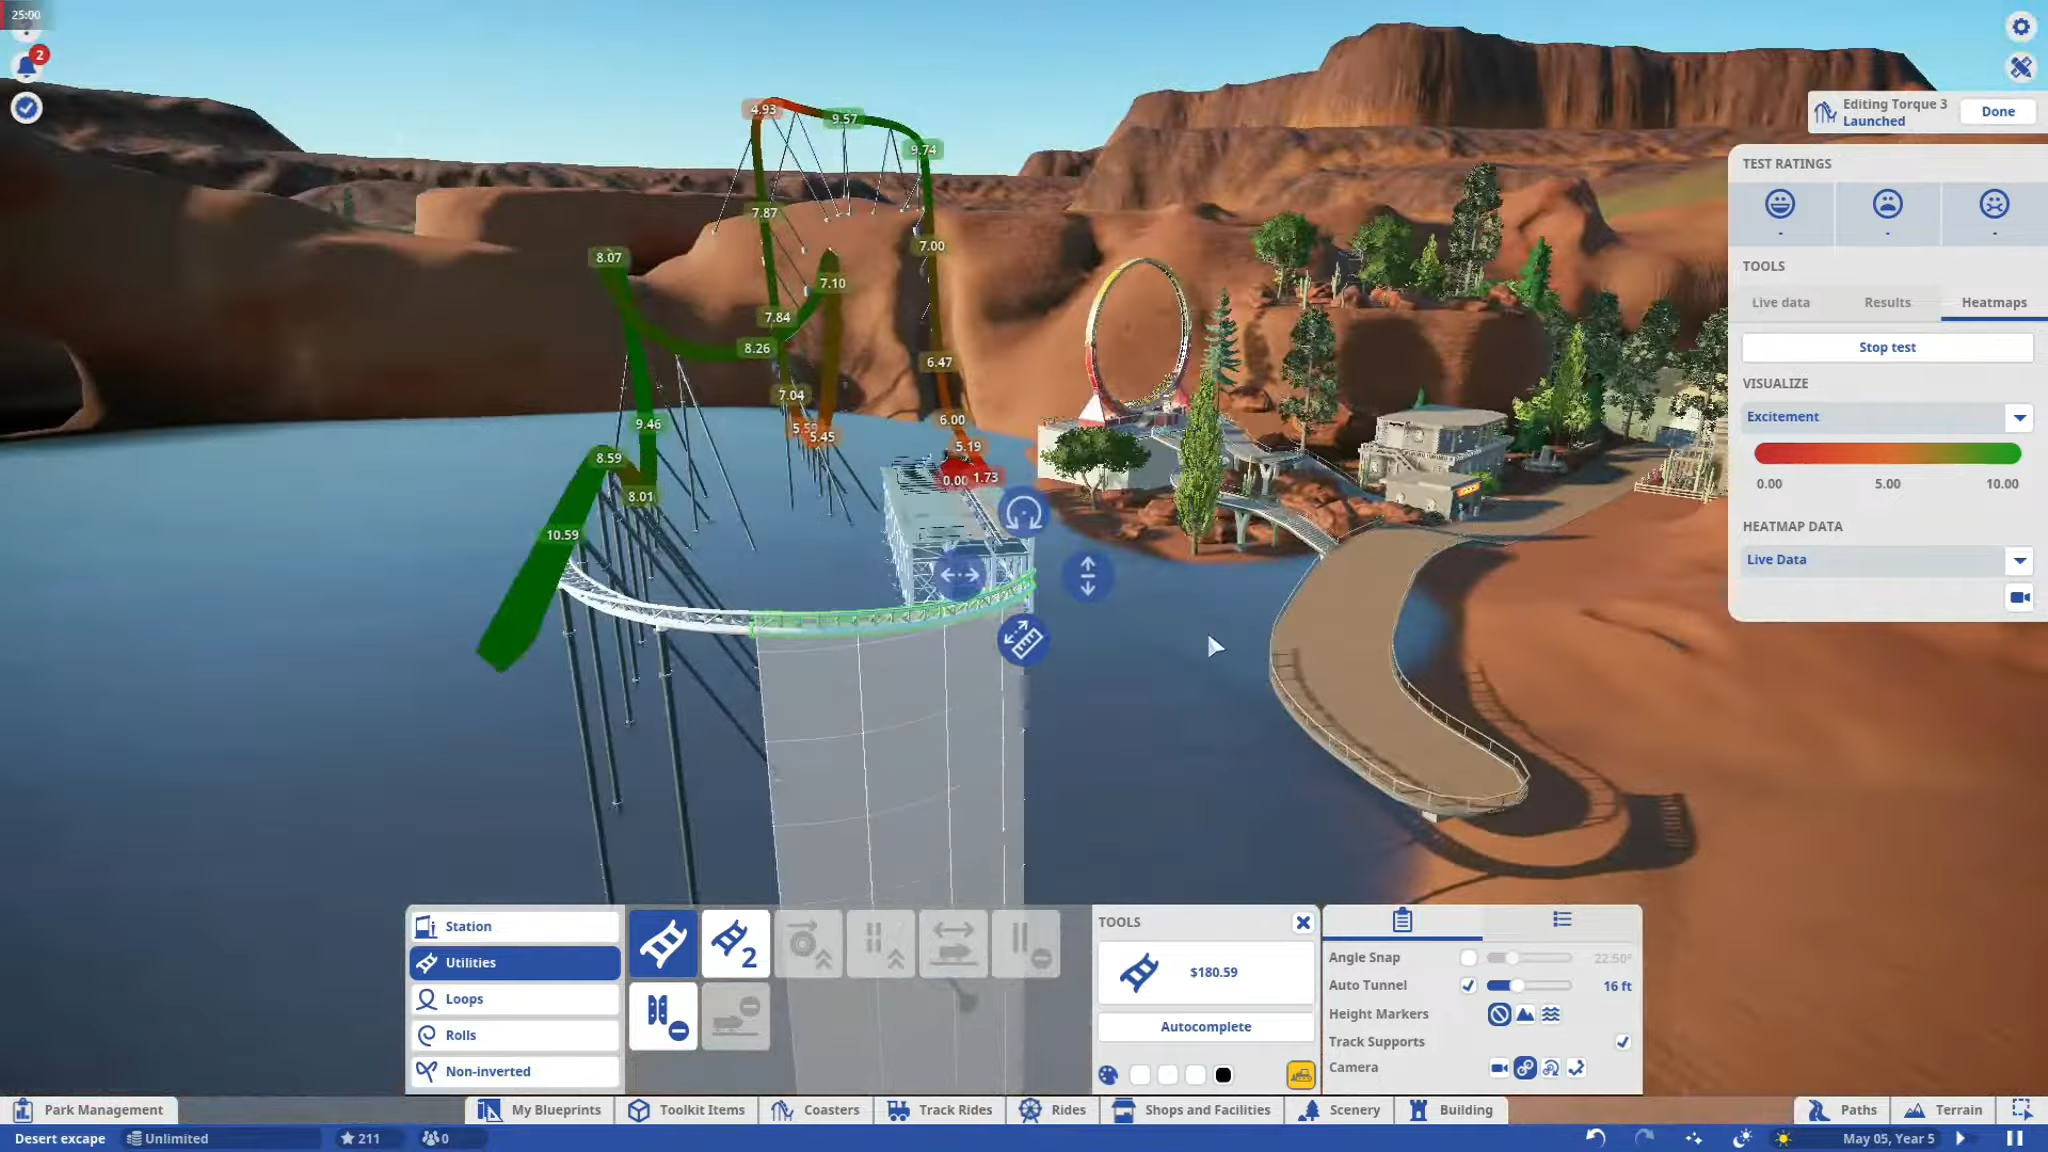 25:00
2
Editing Torque 3
Launched
Done
TEST RATINGS
-
-
-
TOOLS
Live data
Results
Heatmaps
Stop test
VISUALIZE
Excitement
0.00
5.00
10.00
HEATMAP DATA
Live Data
4.93
9.57
9.74
7.87
7.00
8.07
7.10
7.84
8.26
6.47
7.04
6.00
9.46
5.45
5.19
8.59
0.00
1.73
8.01
10.59
Station
Utilities
Loops
Rolls
Non-inverted
2
TOOLS
$180.59
Autocomplete
Angle Snap
22.50°
Auto Tunnel
16 ft
Height Markers
Track Supports
Camera
Park Management
My Blueprints
Toolkit Items
Coasters
Track Rides
Rides
Shops and Facilities
Scenery
Building
Paths
Terrain
Desert escape
Unlimited
211
0
May 05, Year 5